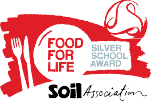 FOOD
FOR
LIFE
SILVER
SCHOOL
AWARD
Soil Association